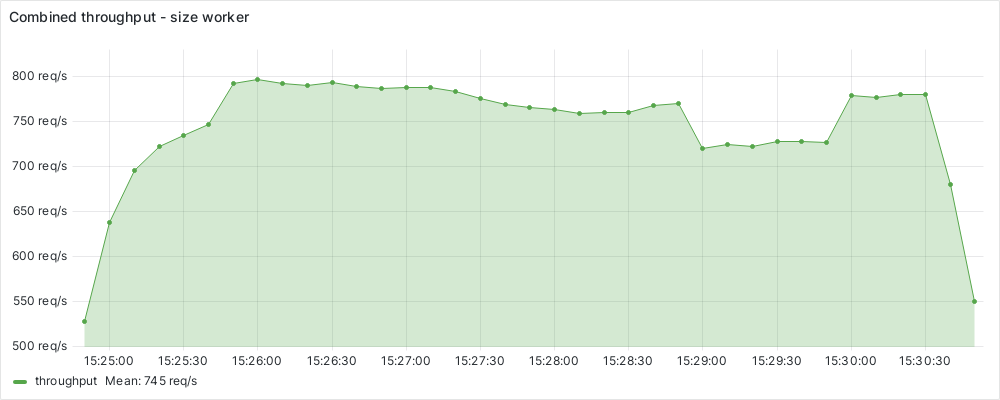 Combined throughput - size worker
800 req/s
750 req/s
700 req/s
650 req/s
600 req/s
550 req/s
500 req/s
15:25:00 15:25:30 15:26:00 15:26:30 15:27:00 15:27:30 15:28:00 15:28:30 15:29:00 15:29:30 15:30:00 15:30:30
throughput Mean: 745 req/s